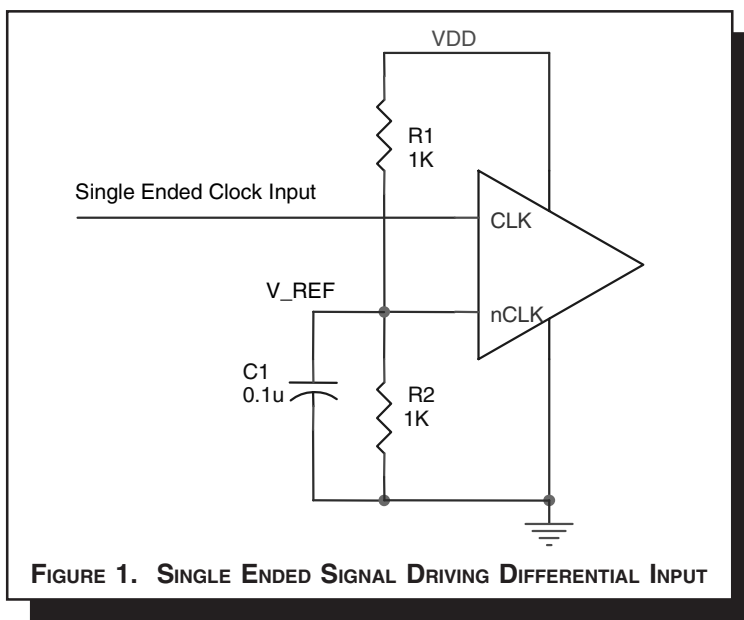 VDD
R1
1K
Single Ended Clock Input
CLK
V_REF
nCLK
C1
0.1u
R2
1K
FIGURE 1. SINGLE ENDED SIGNAL DRIVING DIFFERENTIAL INPUT